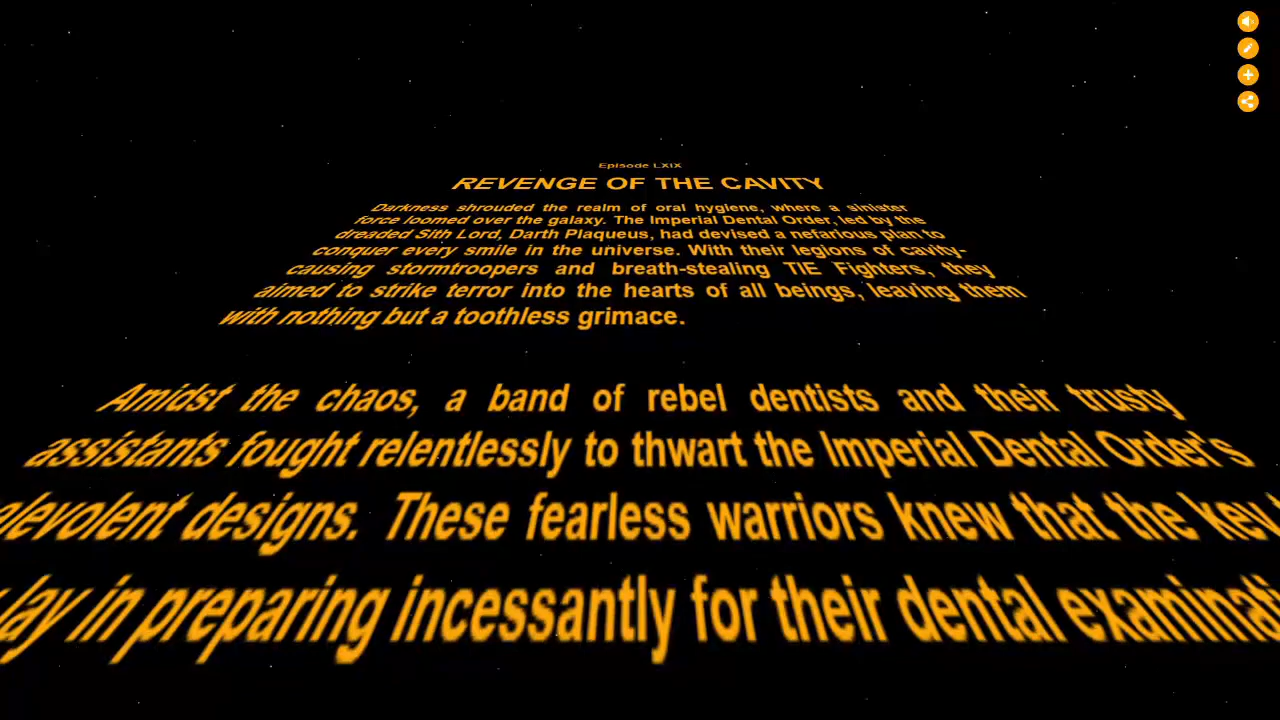 Episode LXIX
REVENGE OF THE CAVITY
Darkness shrouded the realm of oral hygiene, where a sinister
force loomed over the galaxy. The Imperial Dental Order, led by the
dreaded Sith Lord, Darth Plaqueus, had devised a nefarious plan to
conquer every smile in the universe. With their legions of cavity-
causing stormtroopers and breath-stealing TIE Fighters, they
aimed to strike terror into the hearts of all beings, leaving them
with nothing but a toothless grimace.
Amidst the chaos, a band of rebel dentists and their trusty
assistants fought relentlessly to thwart the Imperial Dental Order's
designs. These fearless warriors knew that the key
lay in preparing incessantly for their dental